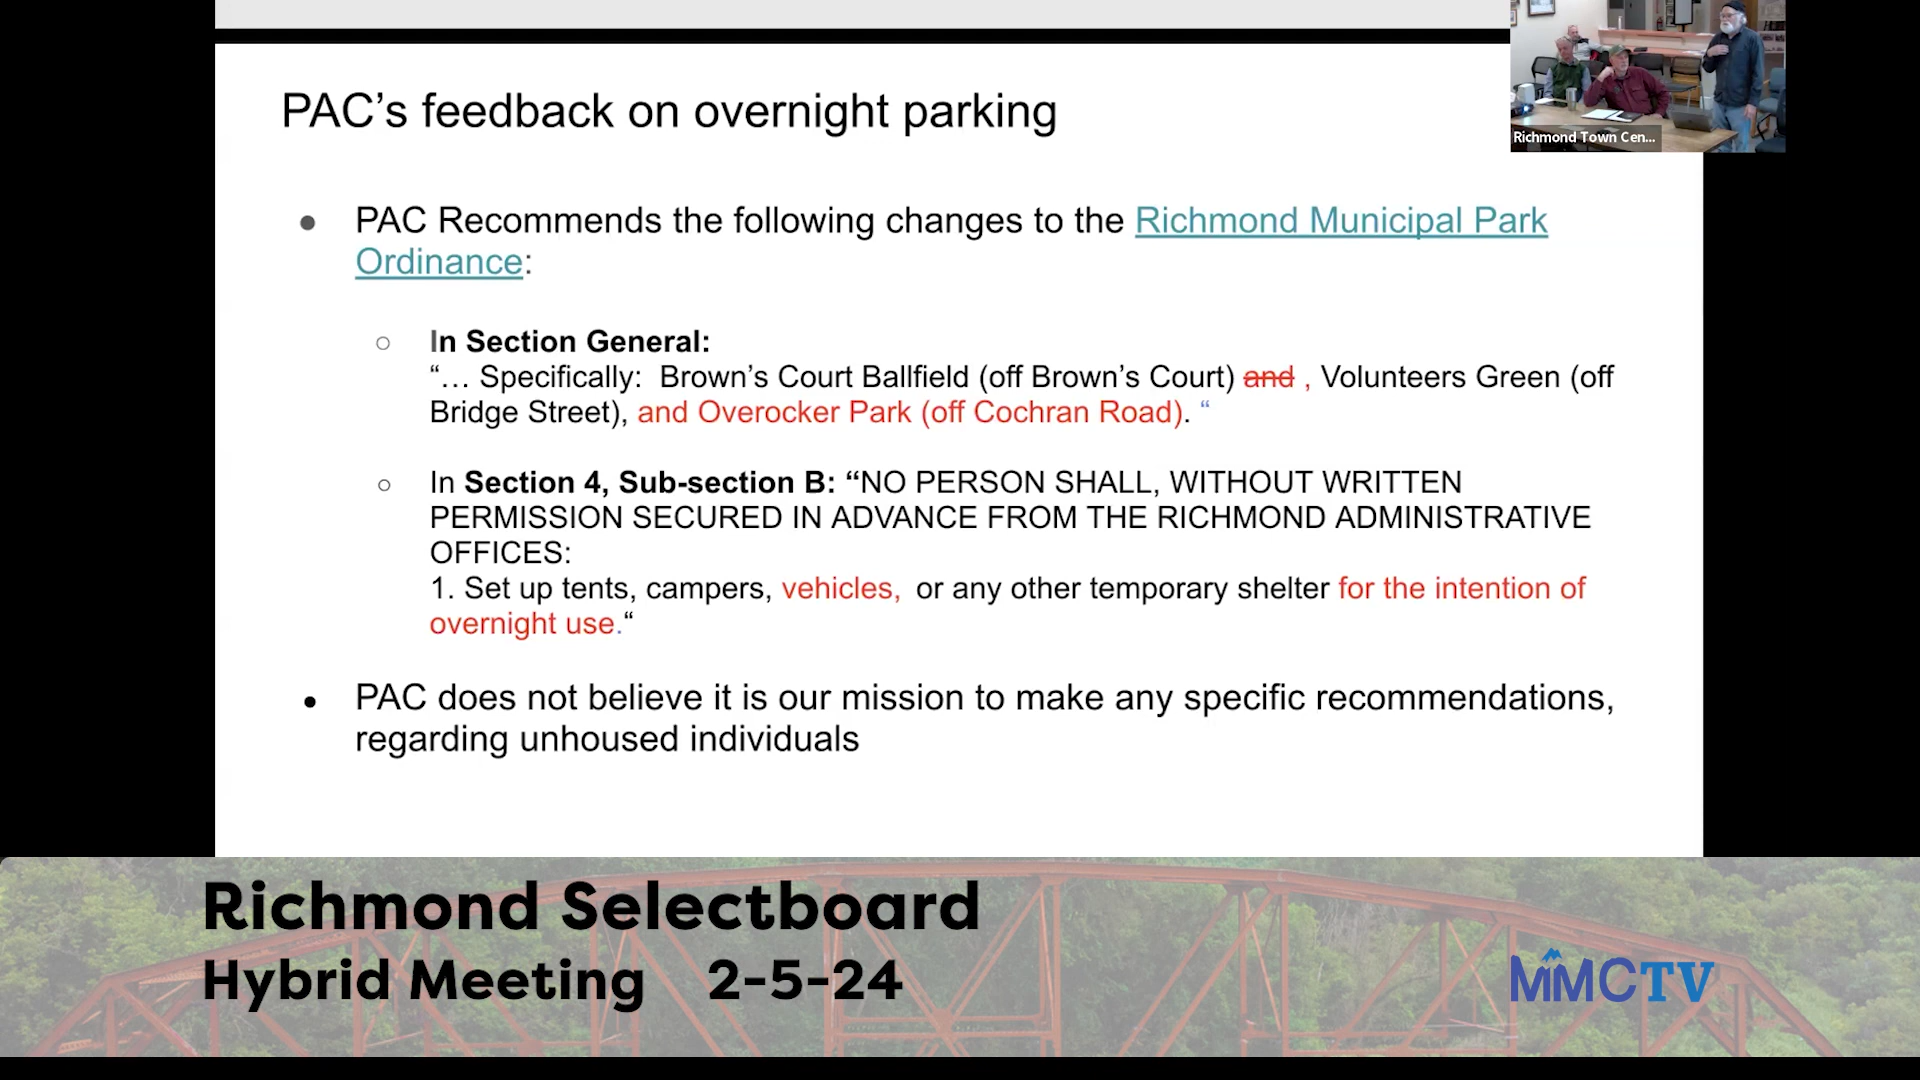 PAC’s feedback on overnight parking
● PAC Recommends the following changes to the Richmond Municipal Park
Ordinance:
○ In Section General:
“… Specifically: Brown’s Court Ballfield (off Brown’s Court) and , Volunteers Green (off
Bridge Street), and Overocker Park (off Cochran Road). “
○ In Section 4, Sub-section B: “NO PERSON SHALL, WITHOUT WRITTEN
PERMISSION SECURED IN ADVANCE FROM THE RICHMOND ADMINISTRATIVE
OFFICES:
1. Set up tents, campers, vehicles, or any other temporary shelter for the intention of
overnight use.“
● PAC does not believe it is our mission to make any specific recommendations,
regarding unhoused individuals
Richmond Town Cen...
Richmond Selectboard
Hybrid Meeting 2-5-24
MMCTV